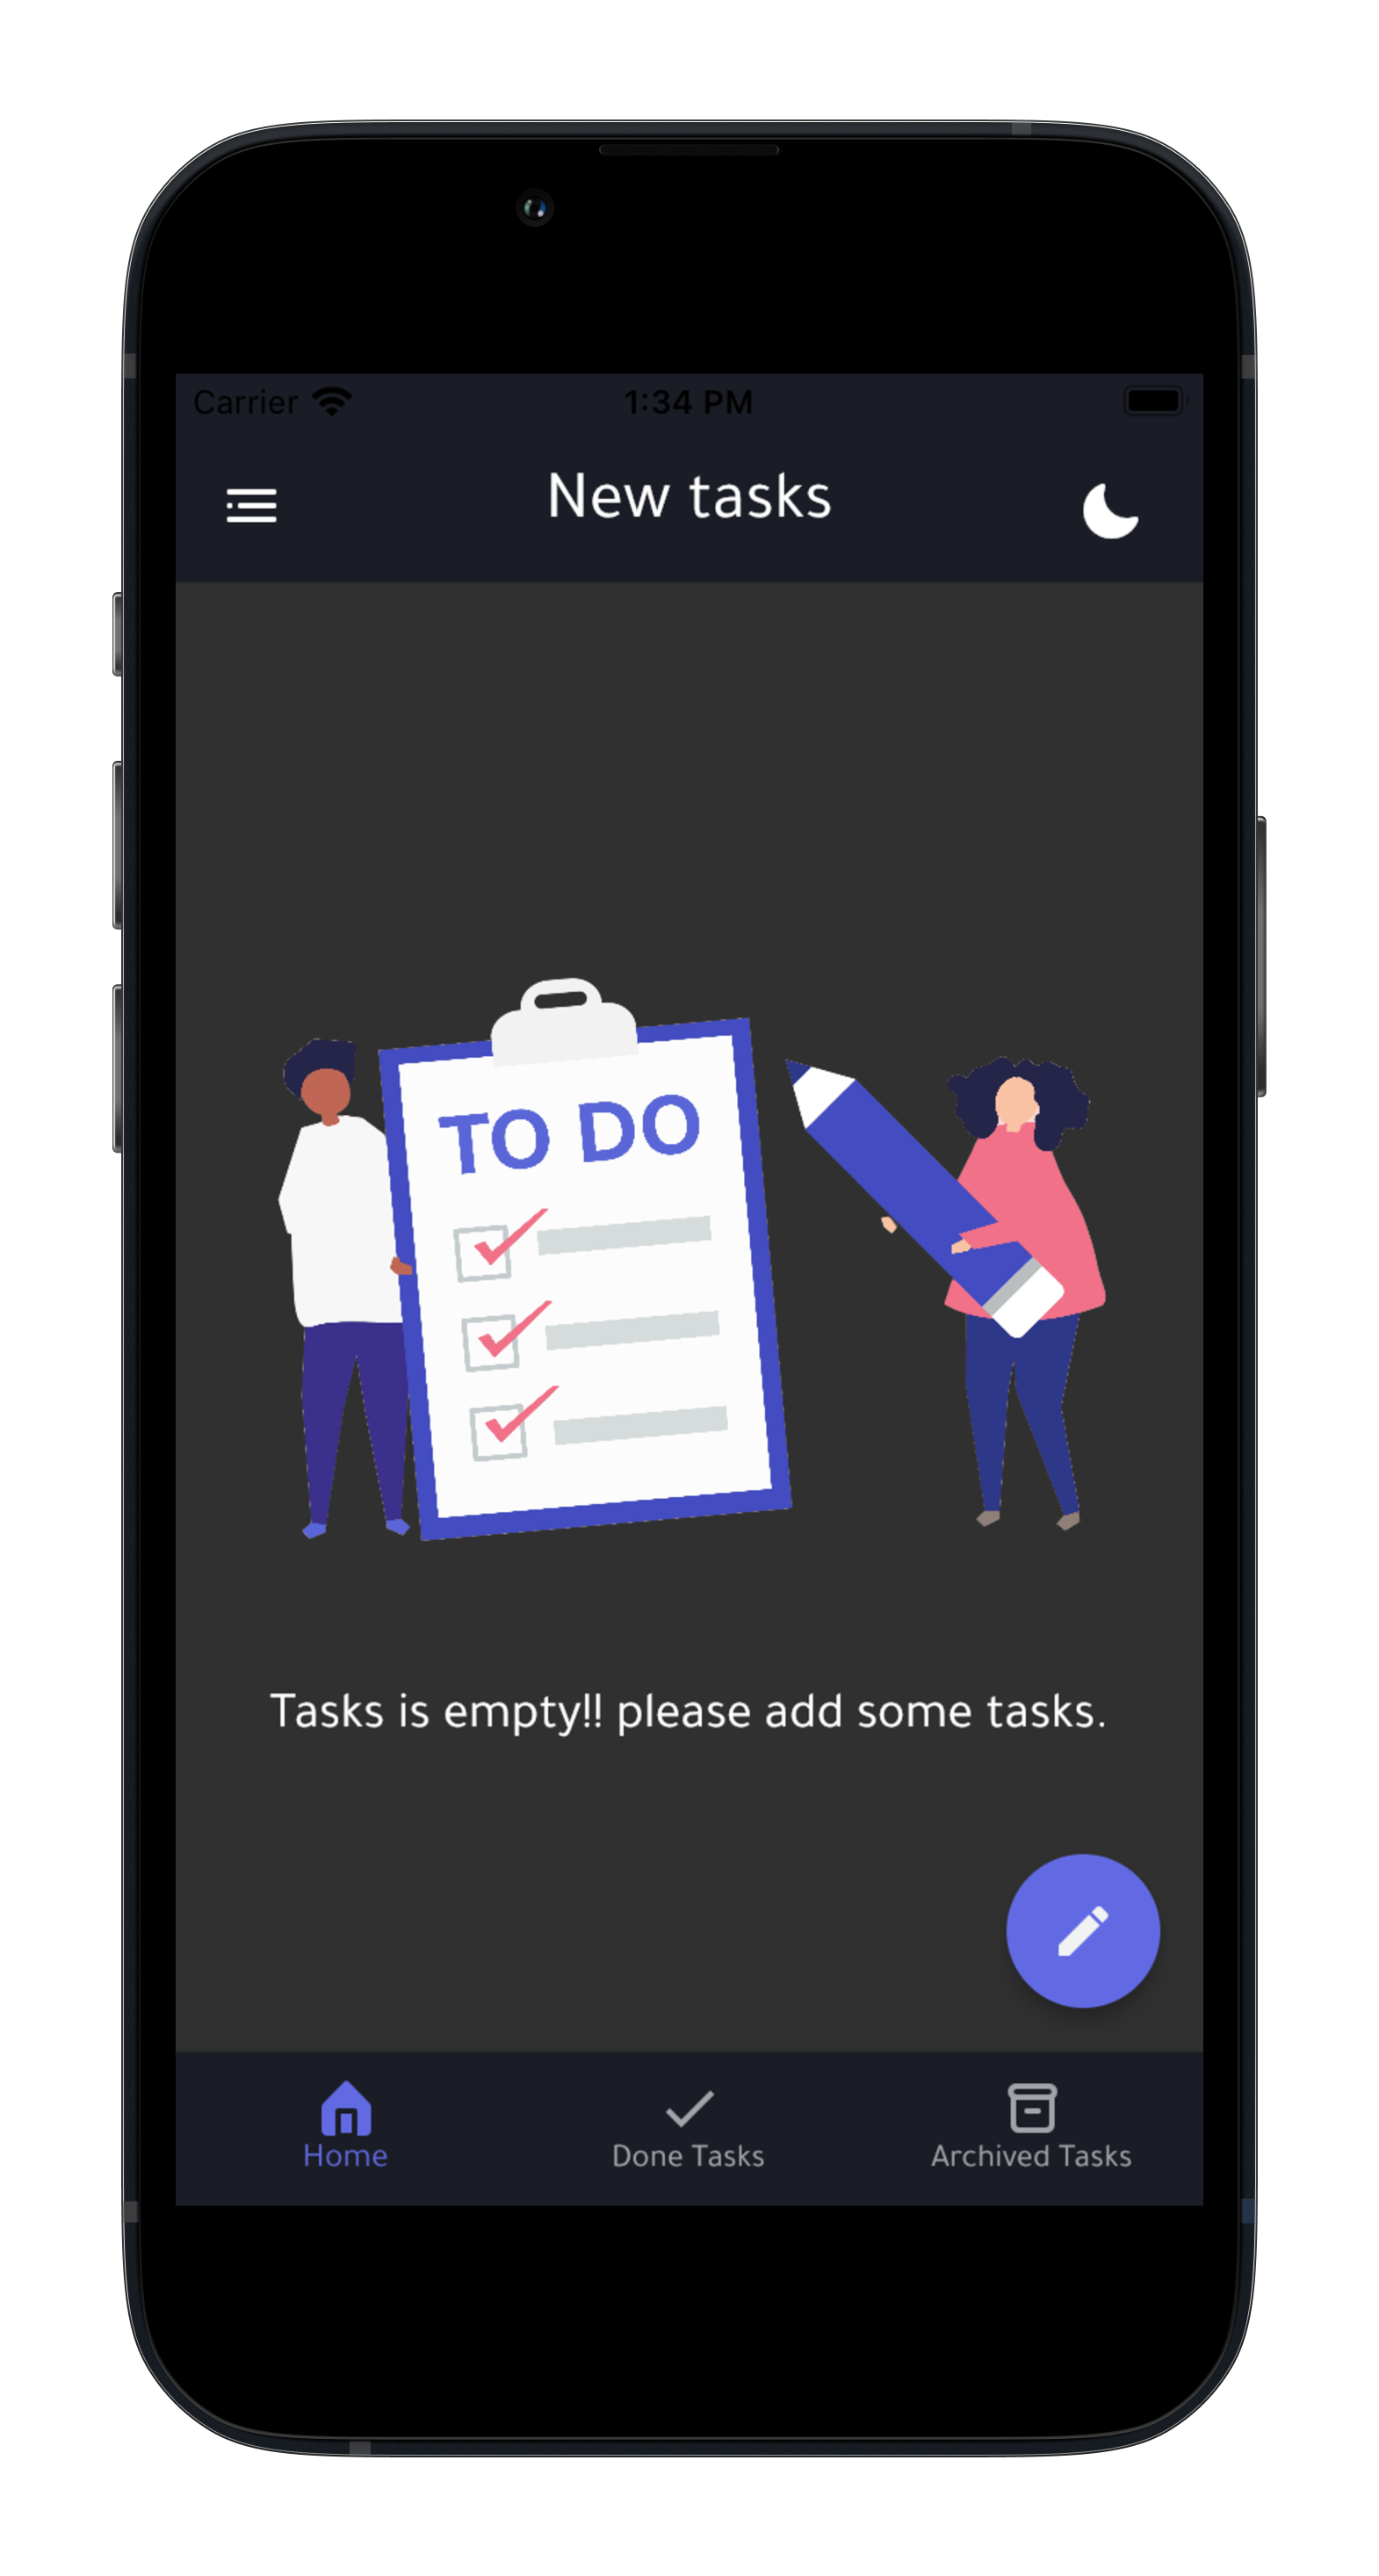 Carrier 1:34 PM
New tasks
TO DO
Tasks is empty!! please add some tasks.
Home Done Tasks Archived Tasks